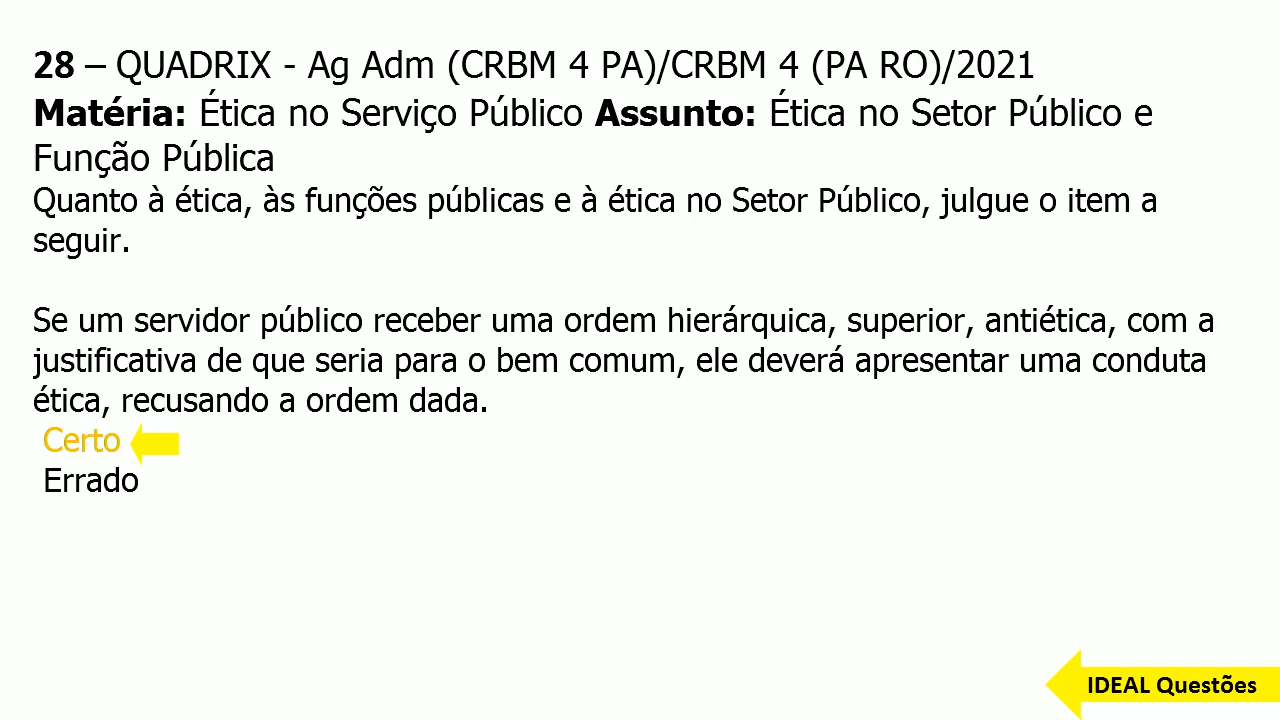 28 – QUADRIX - Ag Adm (CRBM 4 PA)/CRBM 4 (PA RO)/2021
Matéria: Ética no Serviço Público Assunto: Ética no Setor Público e
Função Pública
Quanto à ética, às funções públicas e à ética no Setor Público, julgue o item a
seguir.
Se um servidor público receber uma ordem hierárquica, superior, antiética, com a
justificativa de que seria para o bem comum, ele deverá apresentar uma conduta
ética, recusando a ordem dada.
Certo
Errado
IDEAL Questões